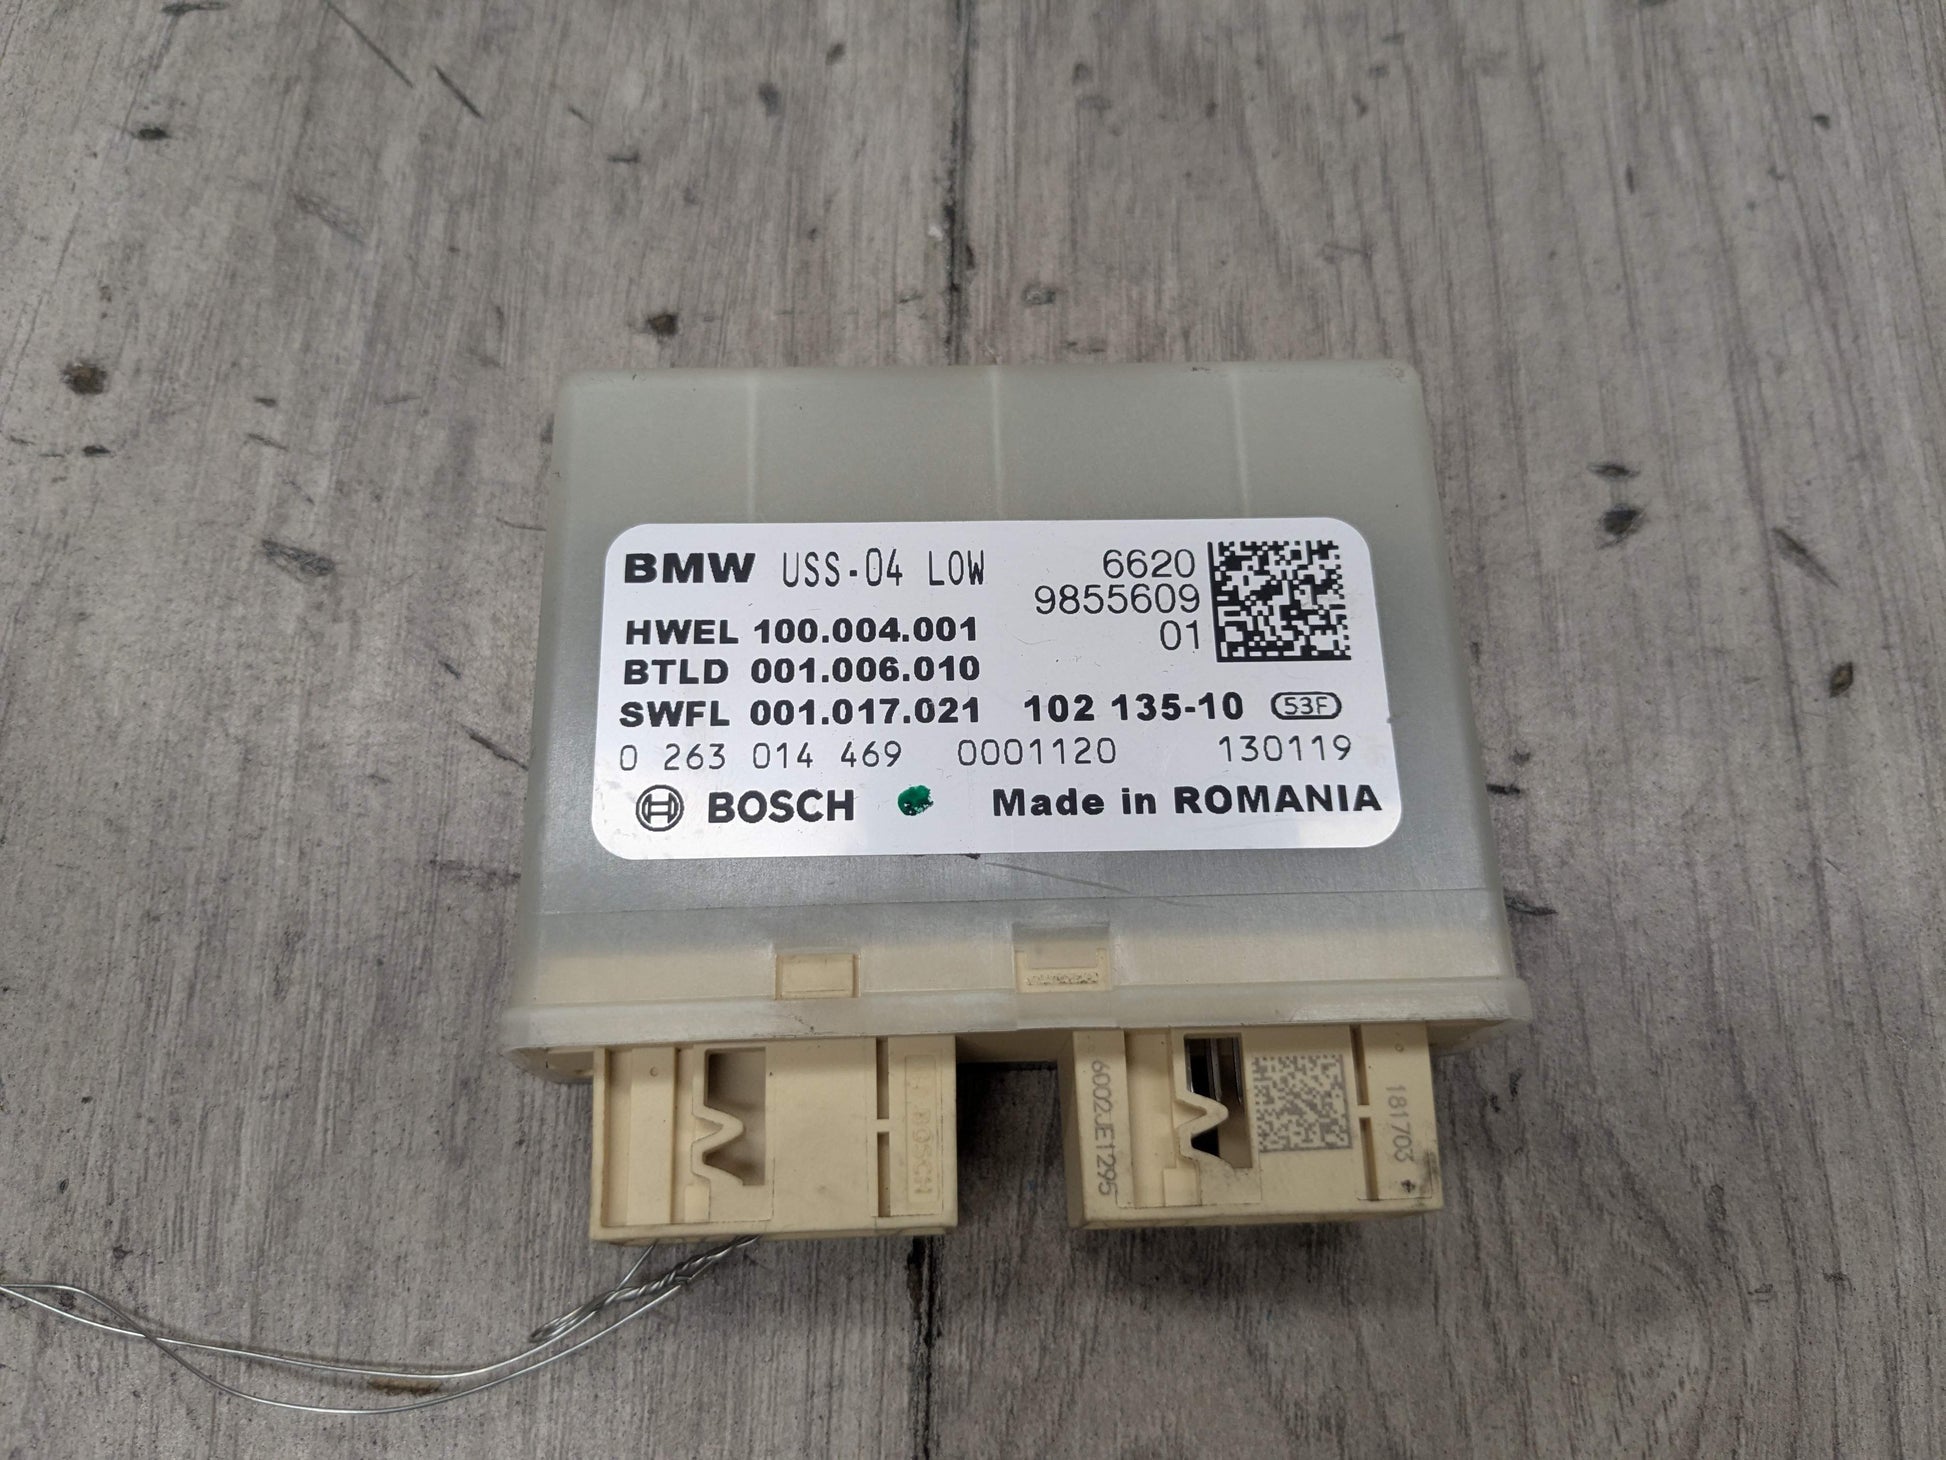 BMW USS-04 LOW 6620
9855609
HWEL 100.004.001 01
BTLD 001.006.010
SWFL 001.017.021 102 135-10 53F
0 263 014 469 0001120 130119
BOSCH Made in ROMANIA
BOSCH
6002JE1295
181703 4